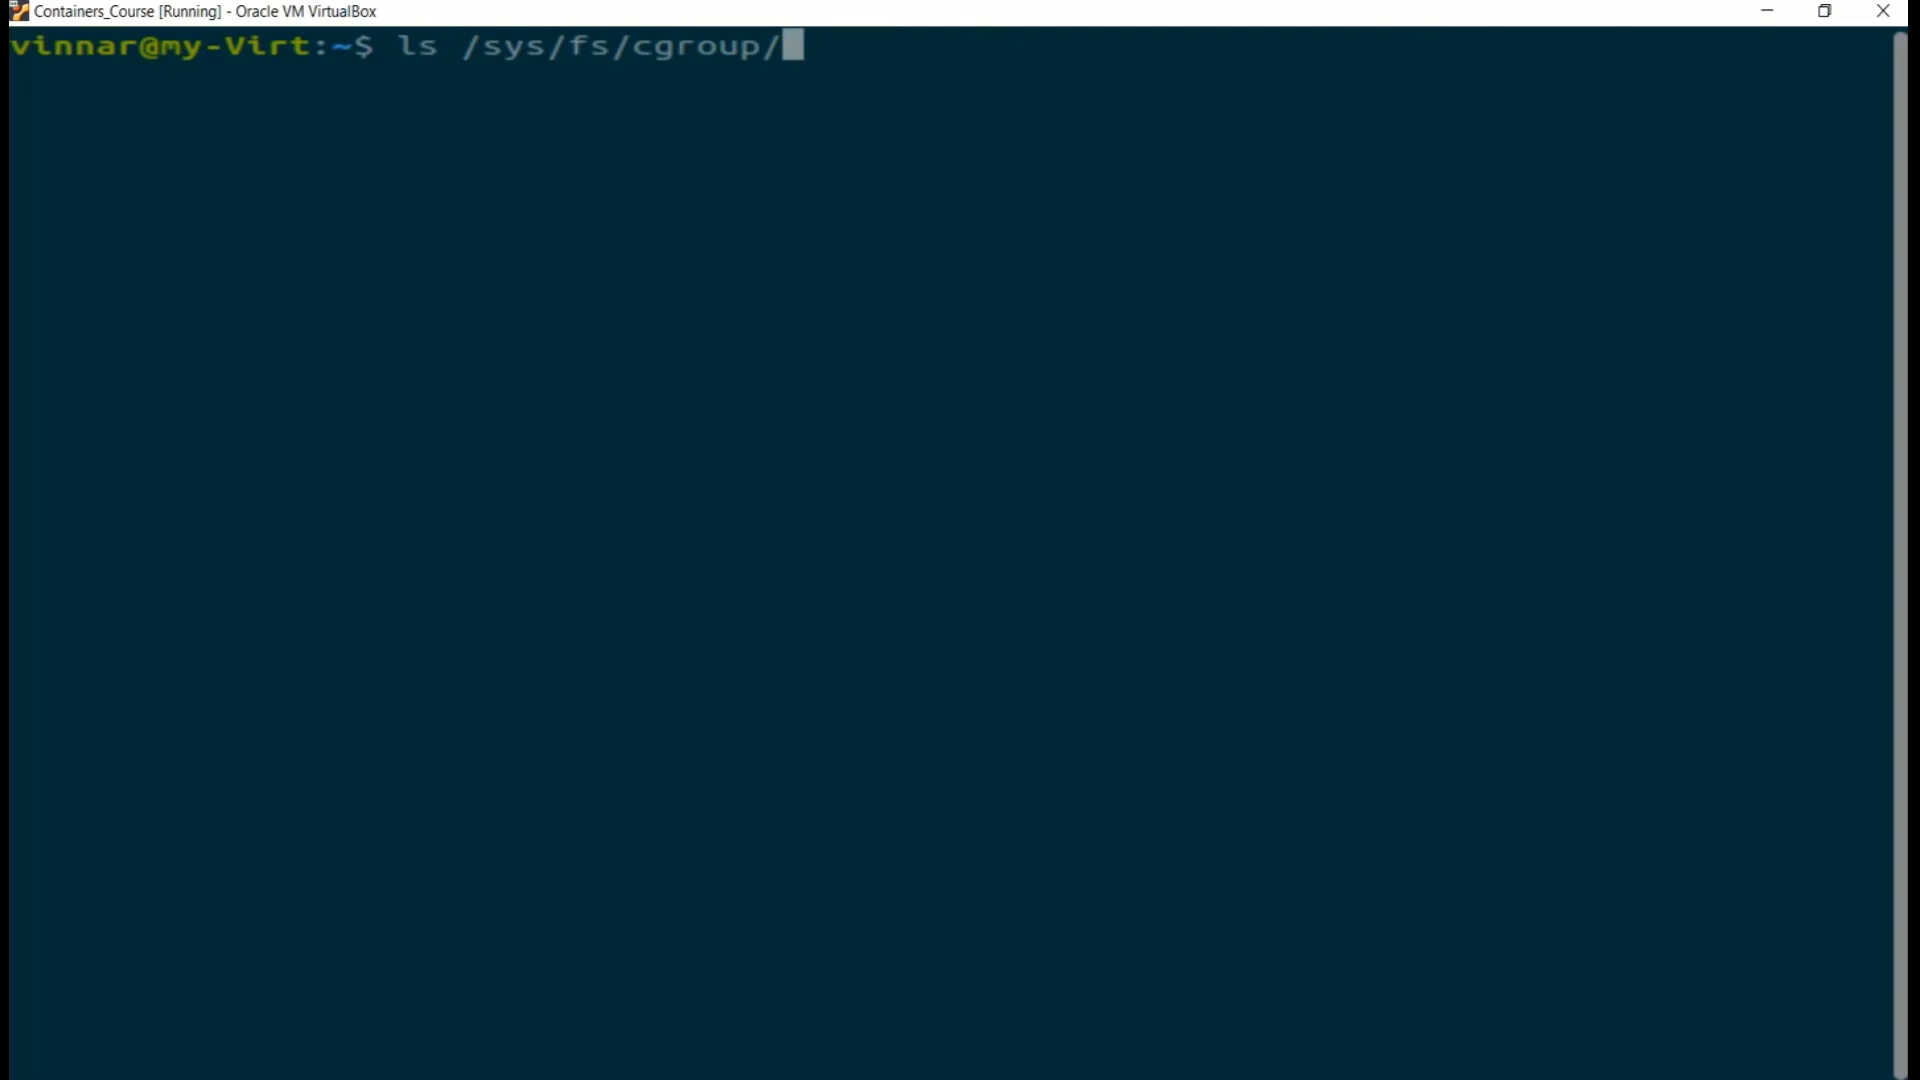 Containers_Course [Running] - Oracle VM VirtualBox
vinnar@my-Virt:~$ ls /sys/fs/cgroup/